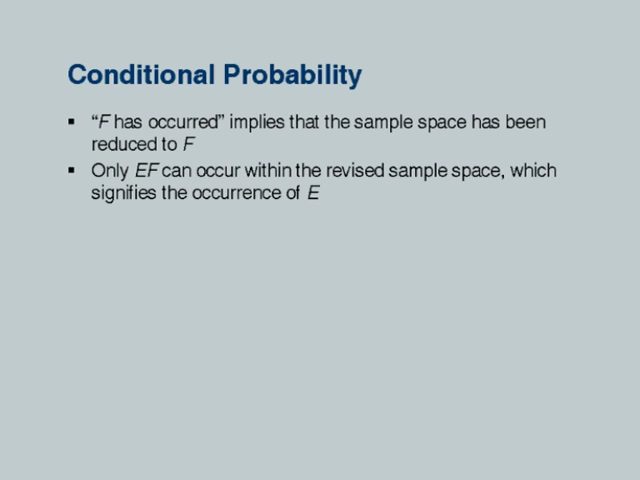 Conditional Probability
▪ “F has occurred” implies that the sample space has been
reduced to F
▪ Only EF can occur within the revised sample space, which
signifies the occurrence of E